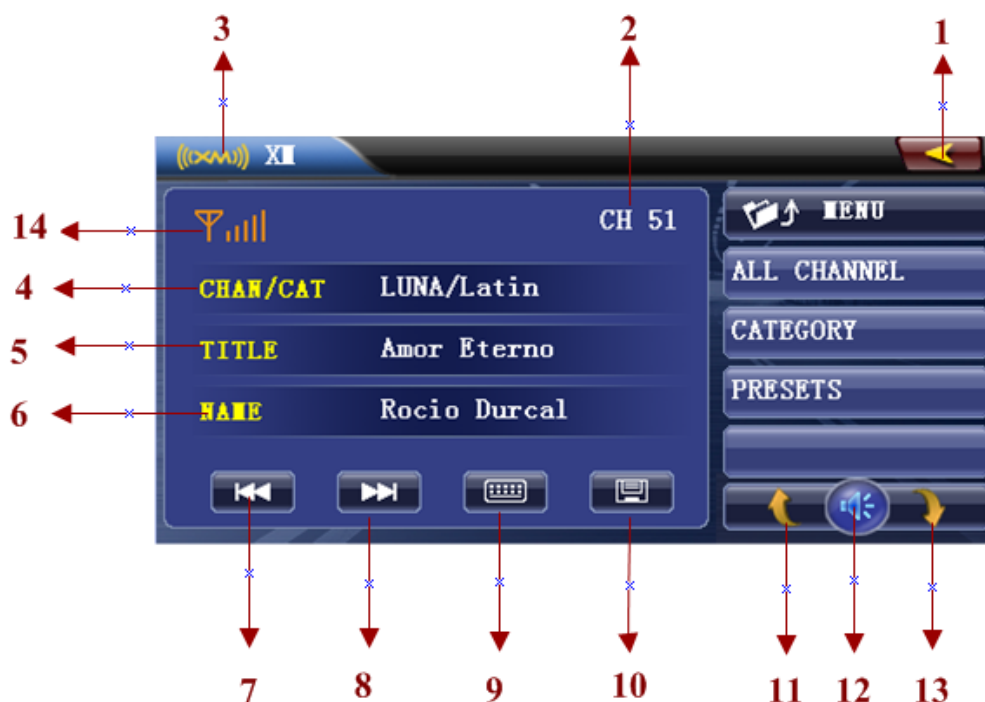 3 2 1
((XM)) XM
14 CH 51 MENU
4 CHAN/CAT LUNA/Latin ALL CHANNEL
5 TITLE Amor Eterno CATEGORY
6 NAME Rocio Durcal PRESETS
7 8 9 10 11 12 13